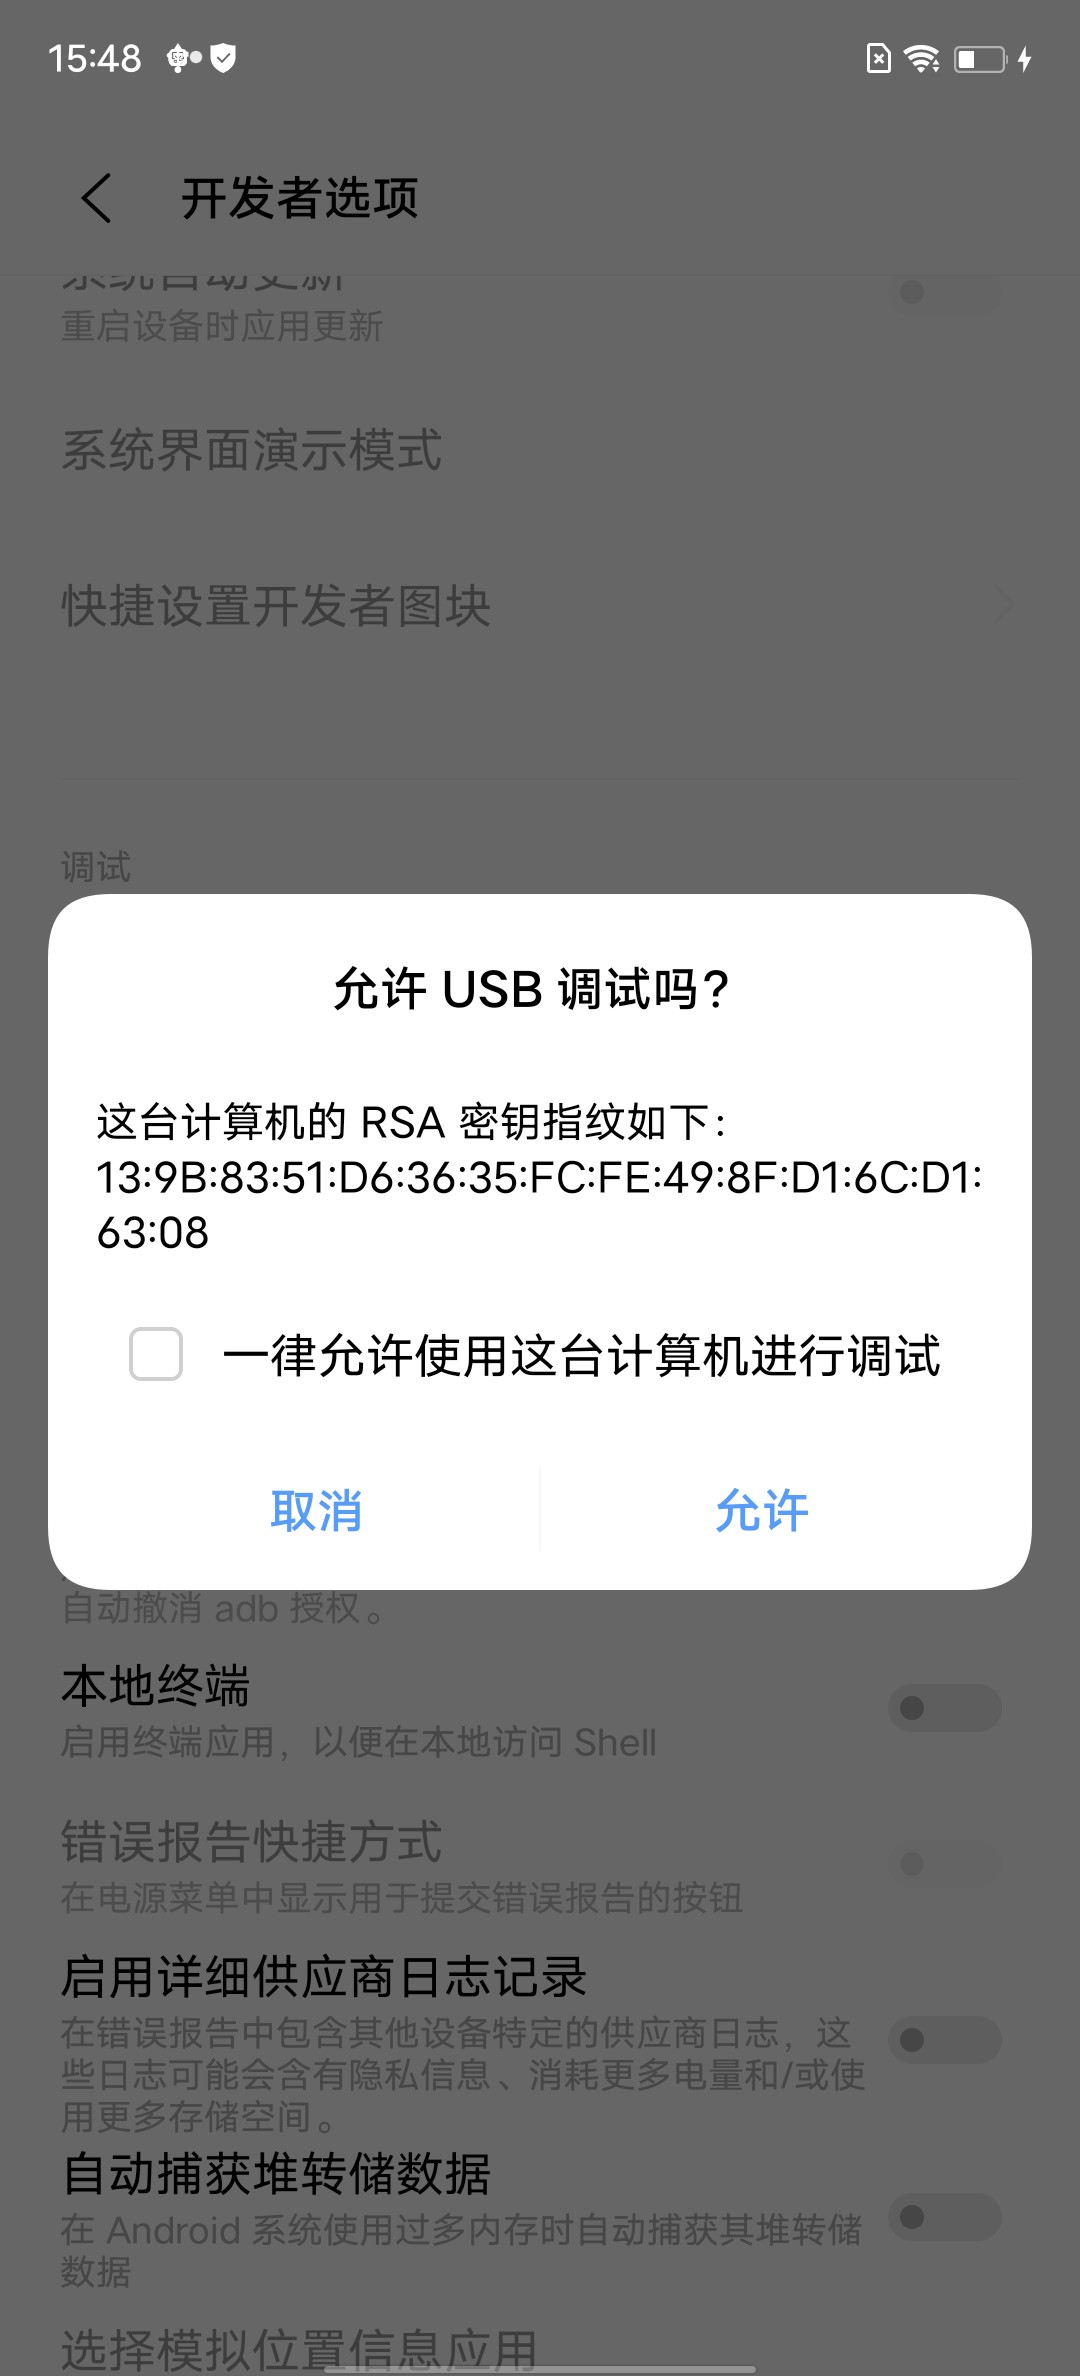 15:48
开发者选项
系统自动更新
重启设备时应用更新
系统界面演示模式
快捷设置开发者图块
调试
允许 USB 调试吗？
这台计算机的 RSA 密钥指纹如下：
13:9B:83:51:D6:36:35:FC:FE:49:8F:D1:6C:D1:
63:08
一律允许使用这台计算机进行调试
取消
允许
自动撤消 adb 授权。
本地终端
启用终端应用，以便在本地访问 Shell
错误报告快捷方式
在电源菜单中显示用于提交错误报告的按钮
启用详细供应商日志记录
在错误报告中包含其他设备特定的供应商日志，这
些日志可能会含有隐私信息、消耗更多电量和/或使
用更多存储空间。
自动捕获堆转储数据
在 Android 系统使用过多内存时自动捕获其堆转储
数据
选择模拟位置信息应用